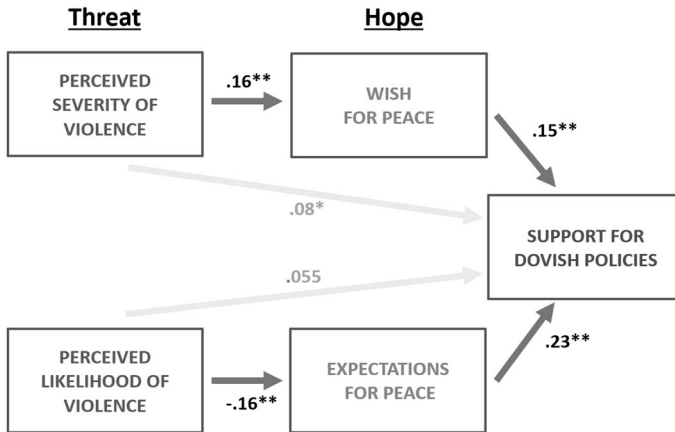 Threat
Hope
PERCEIVED
SEVERITY OF
VIOLENCE
.16**
WISH
FOR PEACE
.15**
.08*
SUPPORT FOR
DOVISH POLICIES
.055
PERCEIVED
LIKELIHOOD OF
VIOLENCE
-.16**
EXPECTATIONS
FOR PEACE
.23**